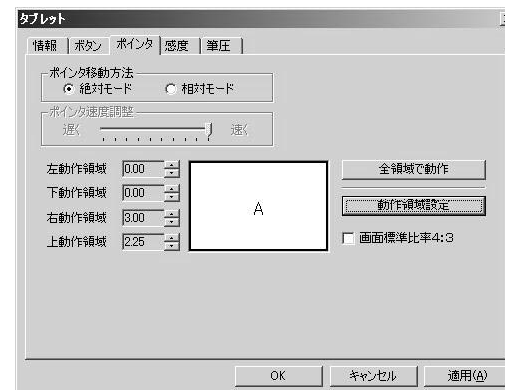 タブレット
情報 ボタン ポインタ 感度 筆圧
ポインタ移動方法
絶対モード 相対モード
ポインタ速度調整
遅く 速く
左動作領域 0.00
下動作領域 0.00
右動作領域 3.00
上動作領域 2.25
A
全領域で動作
動作領域設定
画面標準比率4:3
OK キャンセル 適用(A)